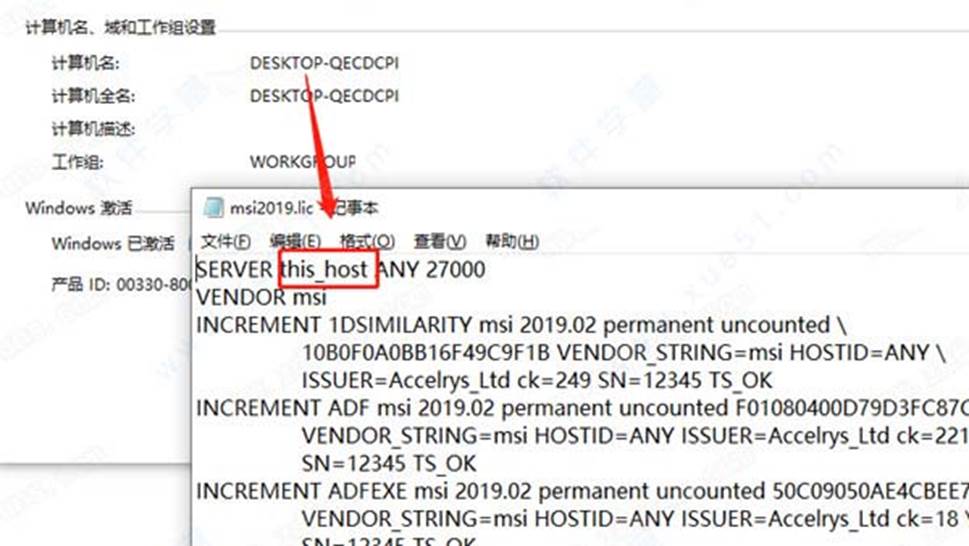 计算机名、域和工作组设置
计算机名: DESKTOP-QECDCPI
计算机全名: DESKTOP-QECDCPI
计算机描述:
工作组: WORKGROUP
Windows 激活
Windows 已激活
产品 ID: 00330-800
msi2019.lic - 记事本
文件(F) 编辑(E) 格式(O) 查看(V) 帮助(H)
SERVER this_host ANY 27000
VENDOR msi
INCREMENT 1DSIMILARITY msi 2019.02 permanent uncounted \
10B0F0A0BB16F49C9F1B VENDOR_STRING=msi HOSTID=ANY \
ISSUER=Accelrys_Ltd ck=249 SN=12345 TS_OK
INCREMENT ADF msi 2019.02 permanent uncounted F01080400D79D3FC87C
VENDOR_STRING=msi HOSTID=ANY ISSUER=Accelrys_Ltd ck=221
SN=12345 TS_OK
INCREMENT ADFEXE msi 2019.02 permanent uncounted 50C09050AE4CBEE7
VENDOR_STRING=msi HOSTID=ANY ISSUER=Accelrys_Ltd ck=18 \
SN=12345 TS_OK